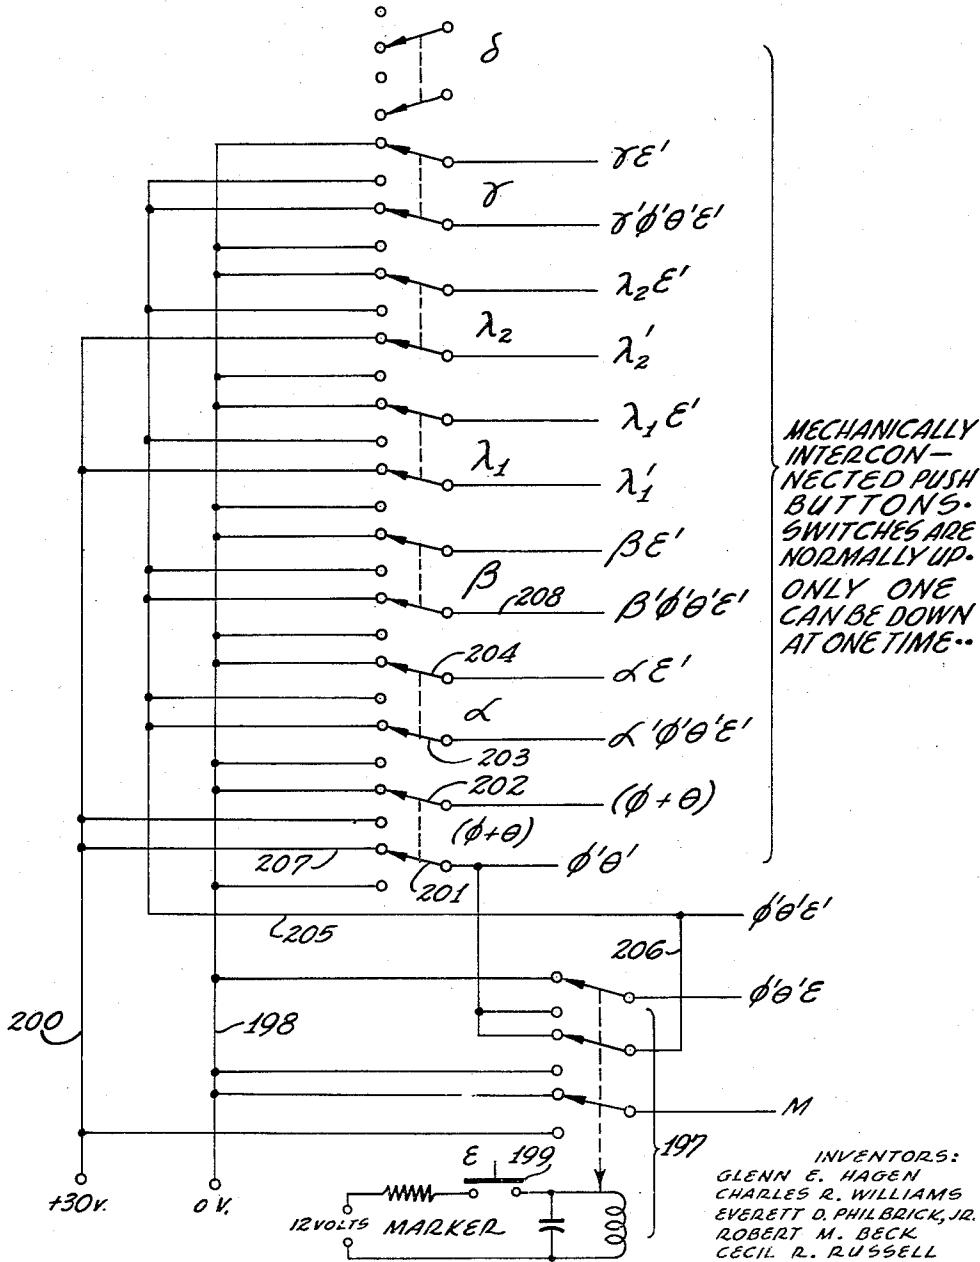 δ
γε'
γ
γ'φ'θ'ε'
λ₂ε'
λ₂
λ₂'
λ₁ε'
λ₁
λ₁'
βε'
β
208
β'φ'θ'ε'
204
αε'
α
α'φ'θ'ε'
203
202
(φ+θ)
(φ+θ)
207
201
φ'θ'
MECHANICALLY
INTERCON-
NECTED PUSH
BUTTONS.
SWITCHES ARE
NORMALLY UP.
ONLY ONE
CAN BE DOWN
AT ONE TIME..
φ'θ'ε'
205
206
φ'θ'ε
200
198
M
197
ε 199
+30V.
0 V.
12 VOLTS
MARKER
INVENTORS:
GLENN E. HAGEN
CHARLES R. WILLIAMS
EVERETT D. PHILBRICK, JR.
ROBERT M. BECK
CECIL R. RUSSELL